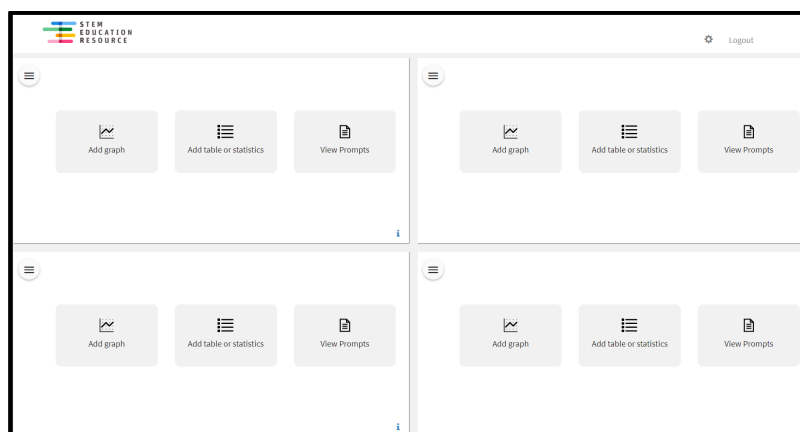 STEM
EDUCATION
RESOURCE
Logout
Add graph
Add table or statistics
View Prompts
i
Add graph
Add table or statistics
View Prompts
Add graph
Add table or statistics
View Prompts
i
Add graph
Add table or statistics
View Prompts